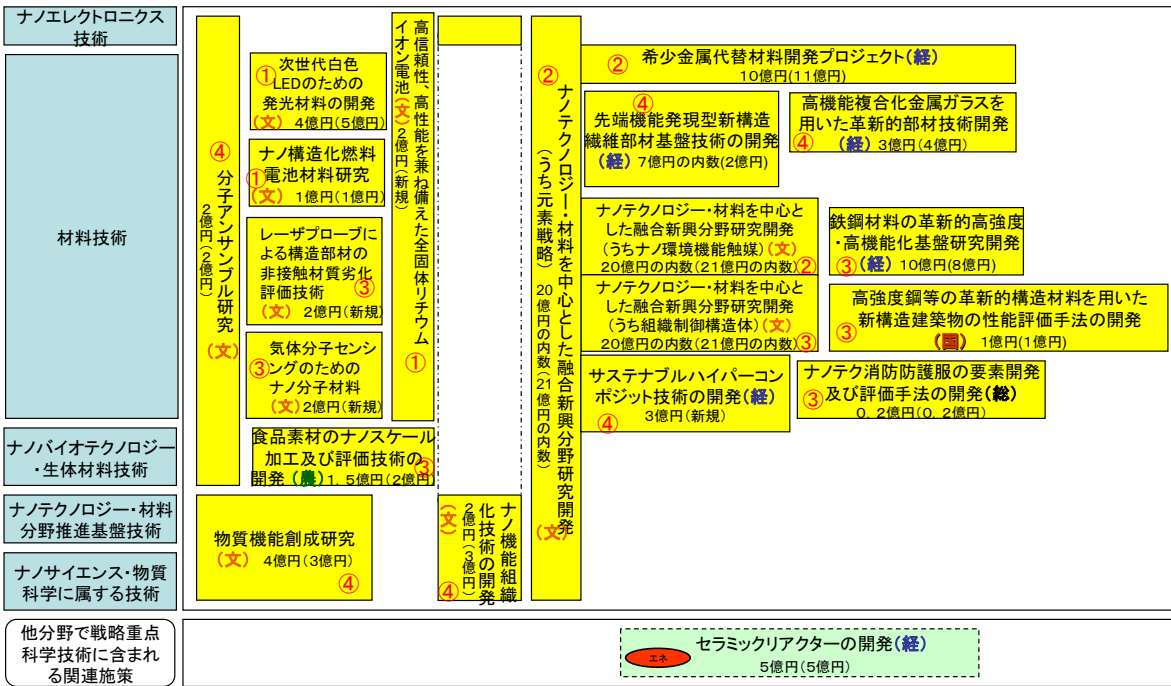 ナノエレクトロニクス
技術
材料技術
ナノバイオテクノロジー
・生体材料技術
ナノテクノロジー・材料
分野推進基盤技術
ナノサイエンス・物質
科学に属する技術
他分野で戦略重点
科学技術に含まれ
る関連施策
④分子アンサンブル研究(文)
2億円(2億円)
次世代白色
①LEDのための
発光材料の開発
(文) 4億円(5億円)
ナノ構造化燃料
①電池材料研究
(文) 1億円(1億円)
レーザプローブに
よる構造部材の
非接触材質劣化
評価技術③
(文) 2億円(新規)
気体分子センシ
③ングのための
ナノ分子材料
(文)2億円(新規)
食品素材のナノスケール
加工及び評価技術の③
開発(農)1.5億円(2億円)
物質機能創成研究
(文) 4億円(3億円)
④
高信頼性、高性能を兼ね備えた全固体リチウム
イオン電池(文)2億円(新規)①
ナノ機能組織
化技術の開発
2億円(3億円)
(文)④
②ナノテクノロジー・材料を中心とした融合新興分野研究開発(文)
(うち元素戦略) 20億円の内数(21億円の内数)
②希少金属代替材料開発プロジェクト(経)
10億円(11億円)
④
先端機能発現型新構造
繊維部材基盤技術の開発
(経) 7億円の内数(2億円)
高機能複合化金属ガラスを
用いた革新的部材技術開発
④(経) 3億円(4億円)
ナノテクノロジー・材料を中心と
した融合新興分野研究開発
(うちナノ環境機能触媒)(文)
20億円の内数(21億円の内数)②
鉄鋼材料の革新的高強度
・高機能化基盤研究開発
③(経) 10億円(8億円)
ナノテクノロジー・材料を中心と
した融合新興分野研究開発
(うち組織制御構造体)(文)
20億円の内数(21億円の内数)③
高強度鋼等の革新的構造材料を用いた
新構造建築物の性能評価手法の開発
③(国) 1億円(1億円)
サステナブルハイパーコン
ポジット技術の開発(経)
④3億円(新規)
ナノテク消防防護服の要素開発
③及び評価手法の開発(総)
0.2億円(0.2億円)
セラミックリアクターの開発(経)
エネ
5億円(5億円)